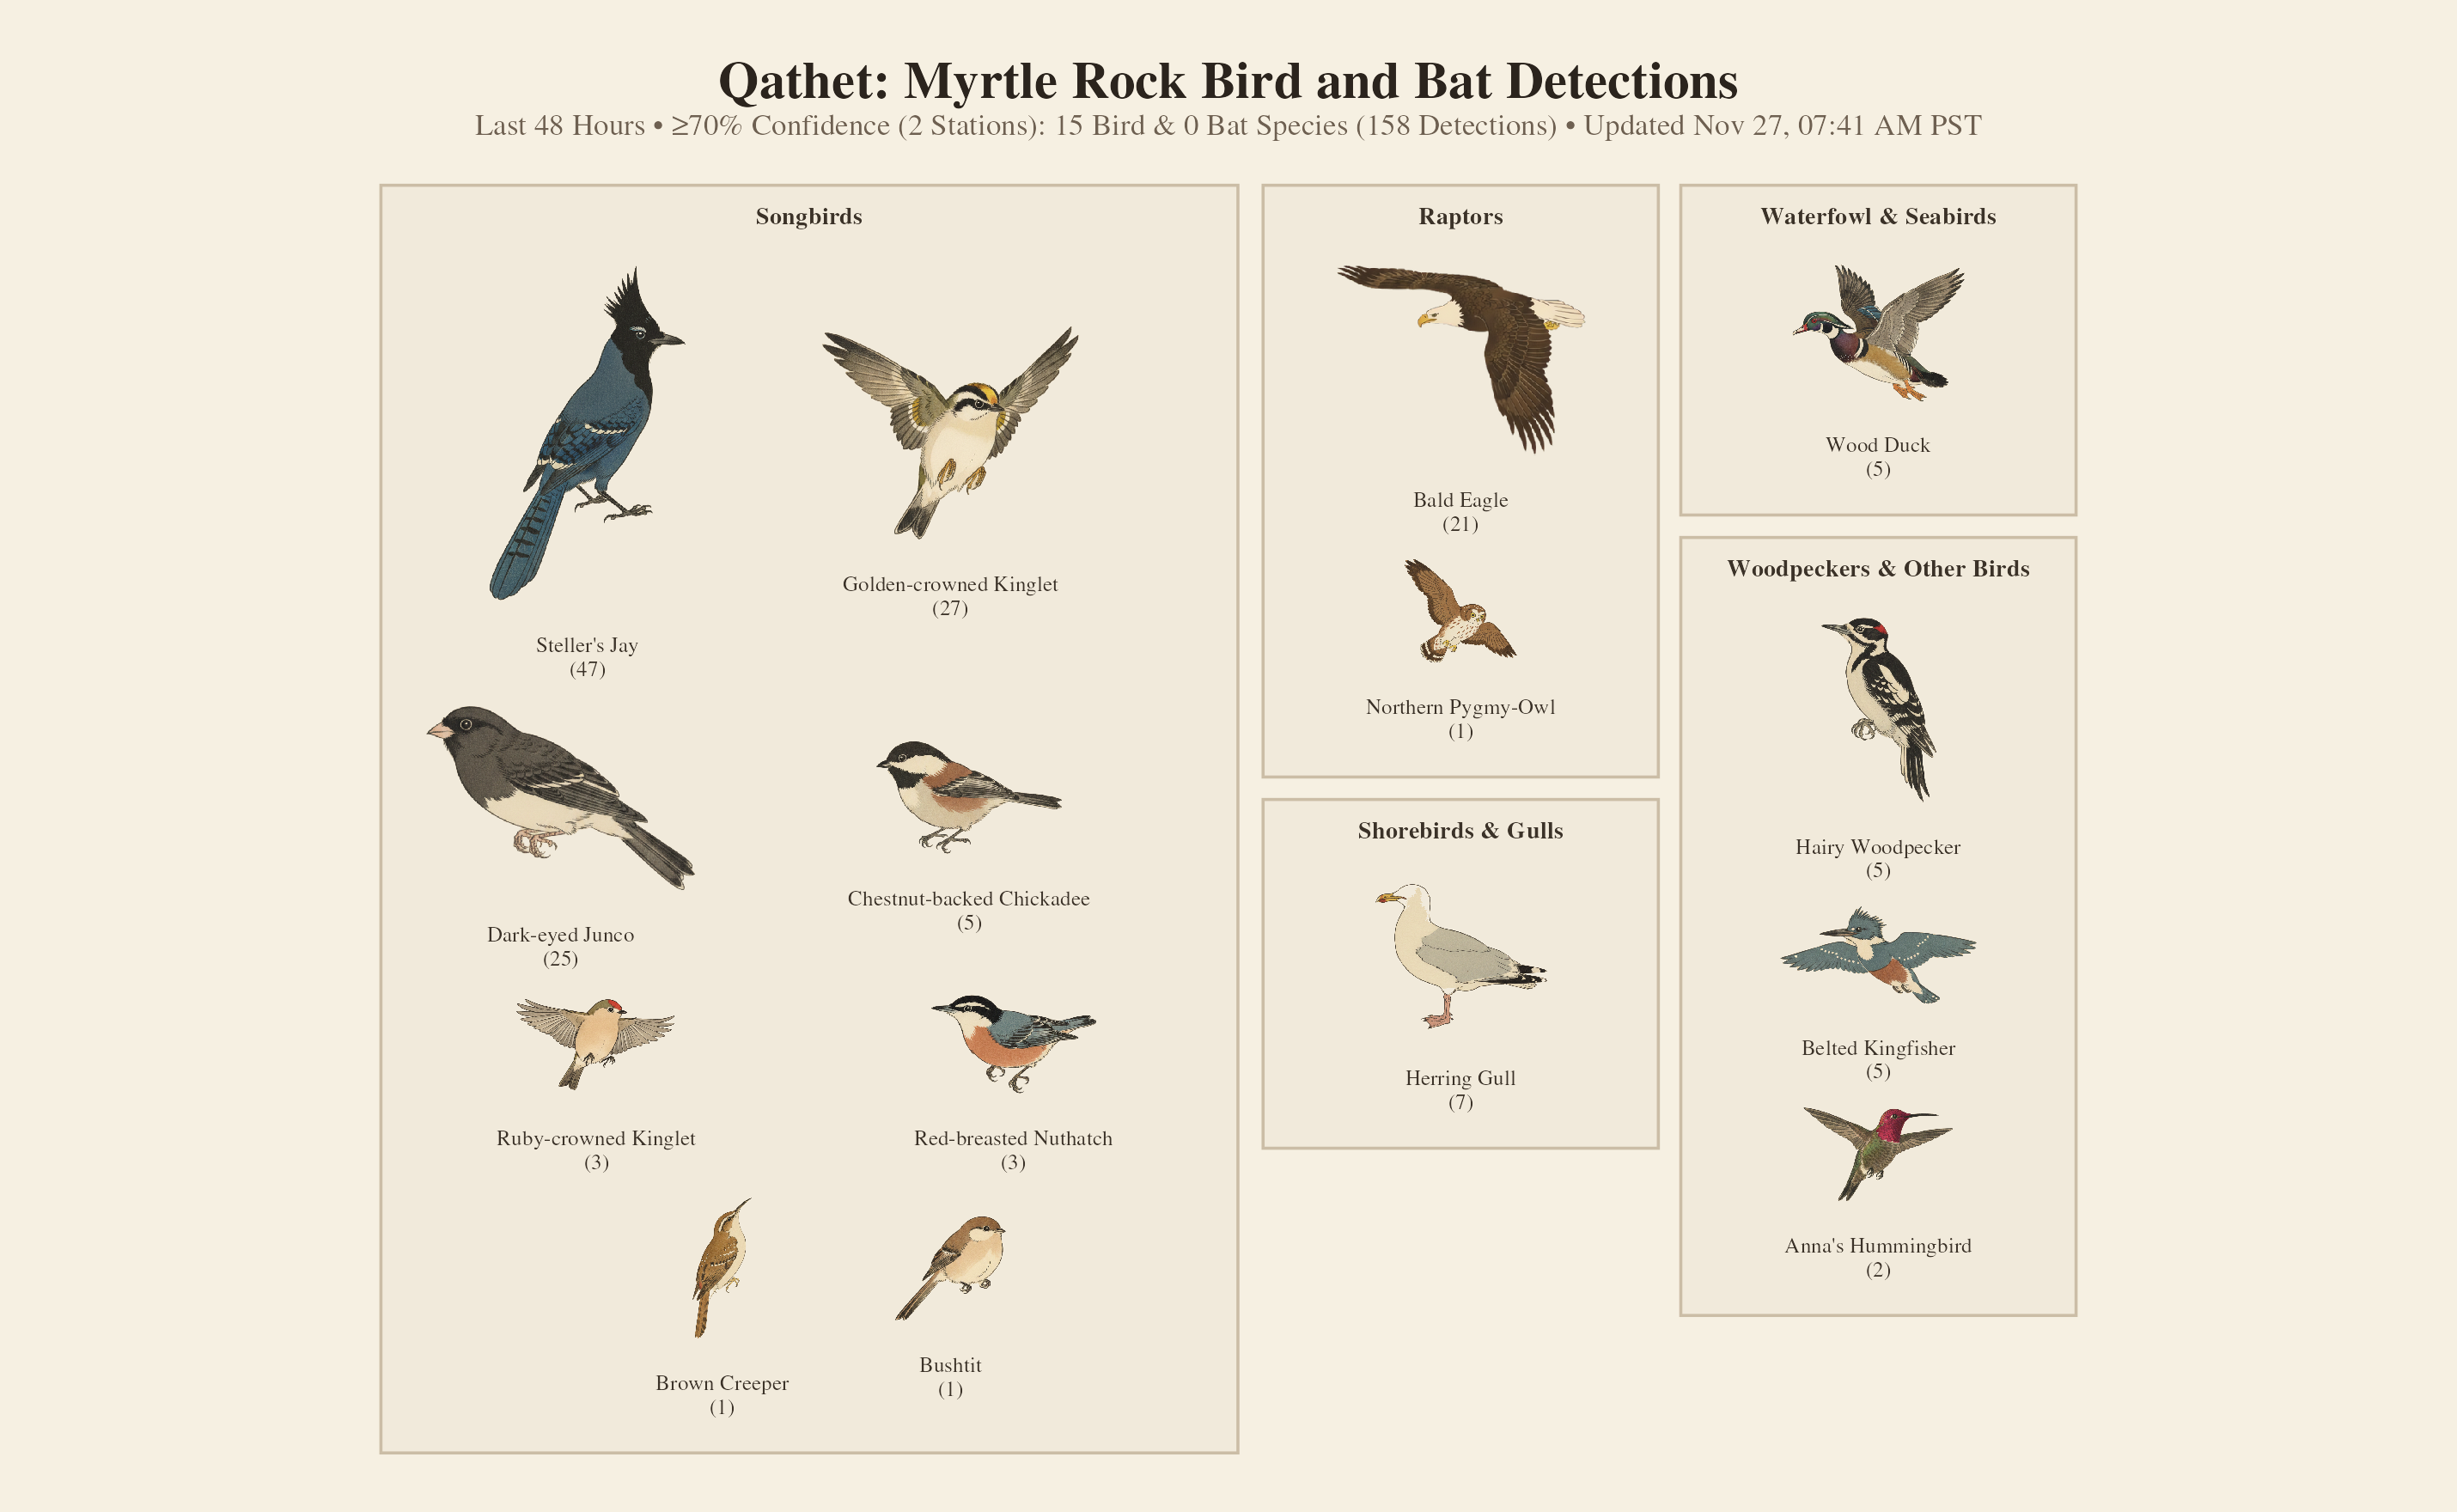 Qathet: Myrtle Rock Bird and Bat Detections
Last 48 Hours • ≥70% Confidence (2 Stations): 15 Bird & 0 Bat Species (158 Detections) • Updated Nov 27, 07:41 AM PST
Songbirds
Steller's Jay
(47)
Golden-crowned Kinglet
(27)
Dark-eyed Junco
(25)
Chestnut-backed Chickadee
(5)
Ruby-crowned Kinglet
(3)
Red-breasted Nuthatch
(3)
Brown Creeper
(1)
Bushtit
(1)
Raptors
Bald Eagle
(21)
Northern Pygmy-Owl
(1)
Shorebirds & Gulls
Herring Gull
(7)
Waterfowl & Seabirds
Wood Duck
(5)
Woodpeckers & Other Birds
Hairy Woodpecker
(5)
Belted Kingfisher
(5)
Anna's Hummingbird
(2)